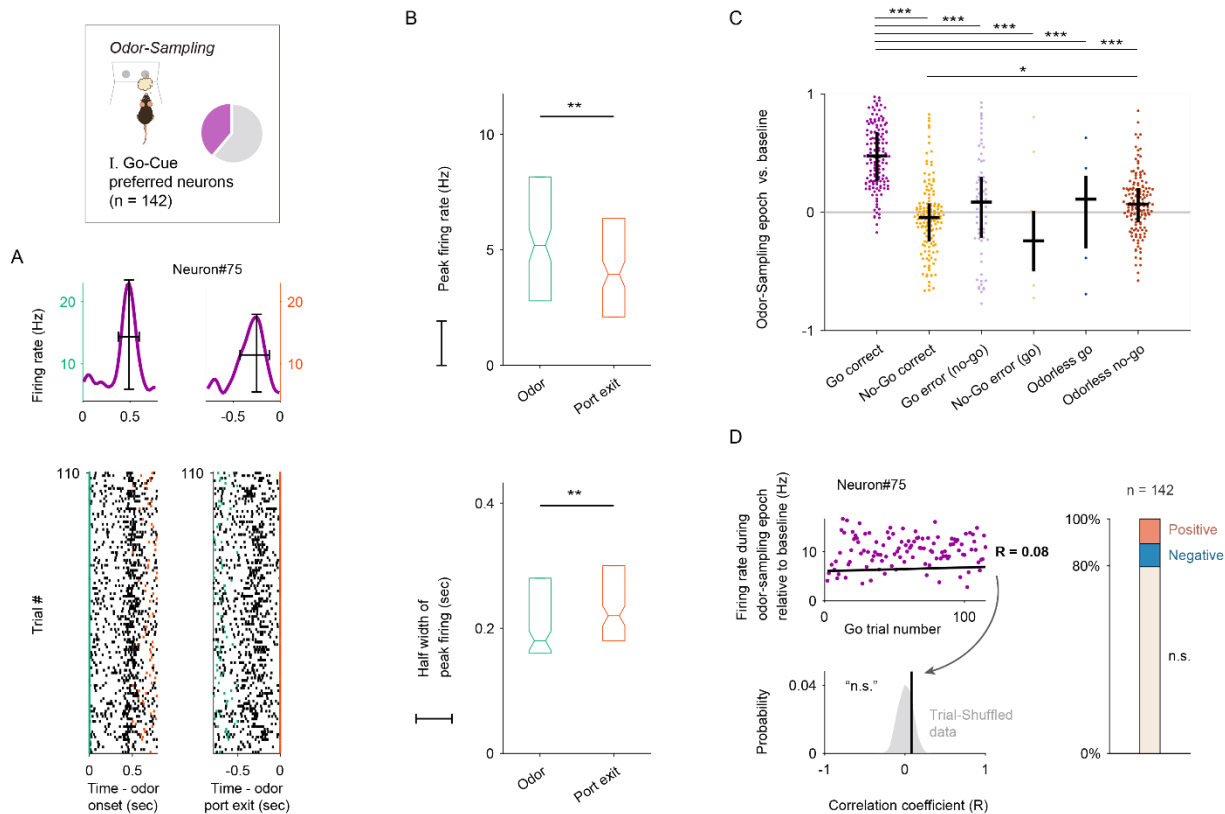 Odor-Sampling
I. Go-Cue
preferred neurons
(n = 142)
A
Neuron#75
Firing rate (Hz)
20
10
0
0.5
20
10
-0.5
0
Trial #
110
0
0.5
Time - odor
onset (sec)
110
-0.5
0
Time - odor
port exit (sec)
B
Peak firing rate (Hz)
10
5
0
**
Odor
Port exit
Half width of
peak firing (sec)
0.4
0.2
0
**
Odor
Port exit
C
***
***
***
***
***
*
Odor-Sampling epoch vs. baseline
1
0
-1
Go correct
No-Go correct
Go error (no-go)
No-Go error (go)
Odorless go
Odorless no-go
D
Neuron#75
Firing rate during
odor-sampling epoch
relative to baseline (Hz)
10
0
R = 0.08
0
100
Go trial number
Probability
0.04
0
“n.s.”
Trial-Shuffled
data
-1
0
1
Correlation coefficient (R)
n = 142
100%
80%
0%
Positive
Negative
n.s.